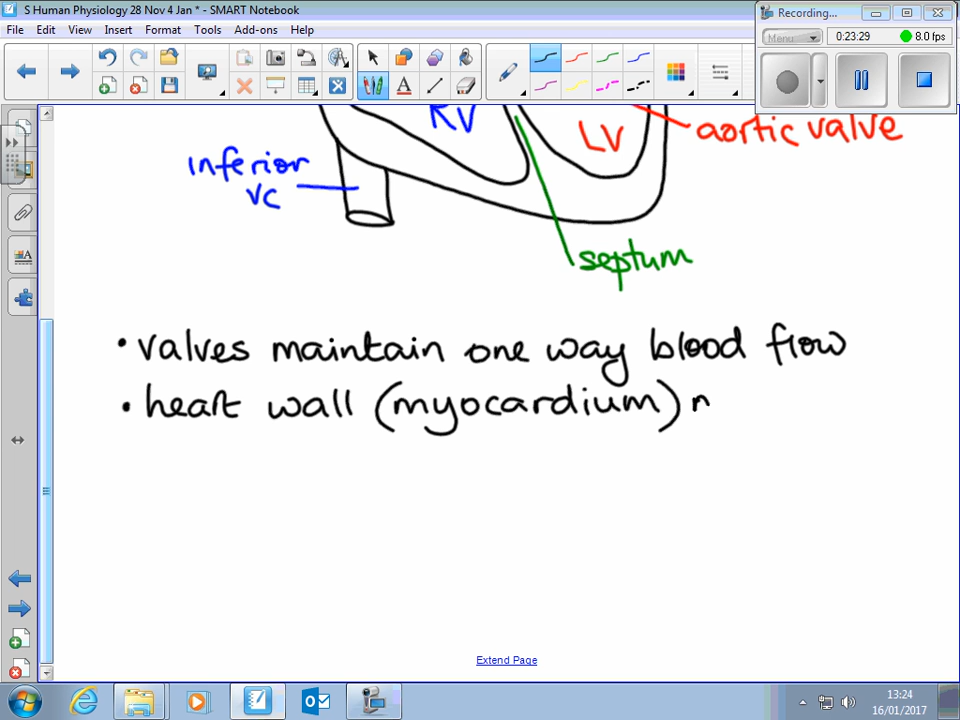 S Human Physiology 28 Nov 4 Jan * - SMART Notebook
File Edit View Insert Format Tools Add-ons Help
Recording...
Menu 0:23:29 8.0 fps
RV
LV
aortic valve
inferior
VC
septum
• valves maintain one way blood flow
• heart wall (myocardium) n
Extend Page
13:24
16/01/2017